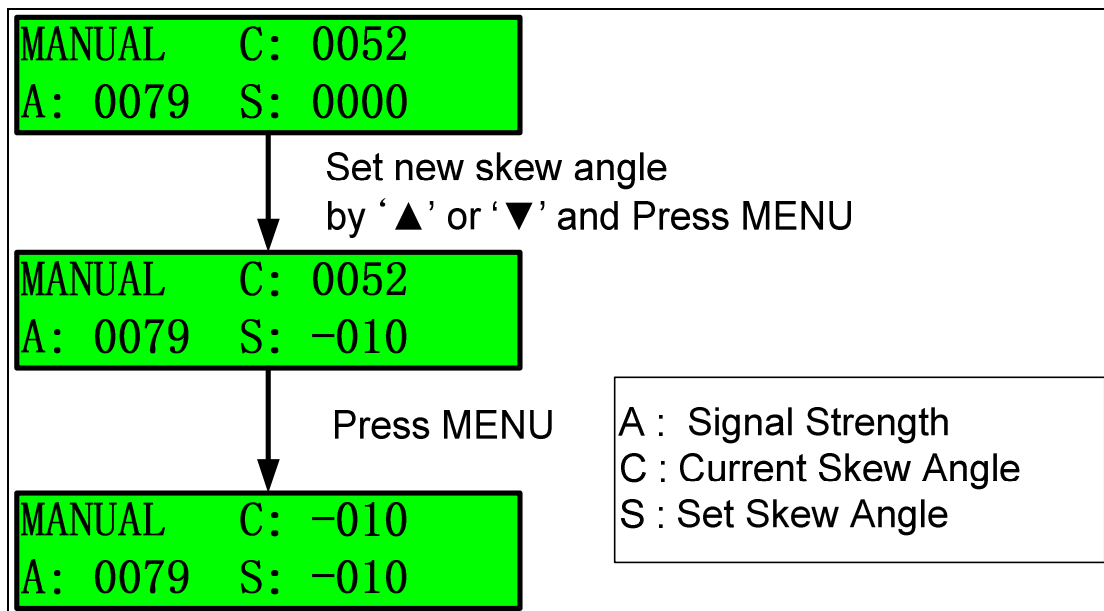 MANUAL C: 0052
A: 0079 S: 0000
Set new skew angle
by ‘▲’ or ‘▼’ and Press MENU
MANUAL C: 0052
A: 0079 S: -010
Press MENU
A : Signal Strength
C : Current Skew Angle
S : Set Skew Angle
MANUAL C: -010
A: 0079 S: -010